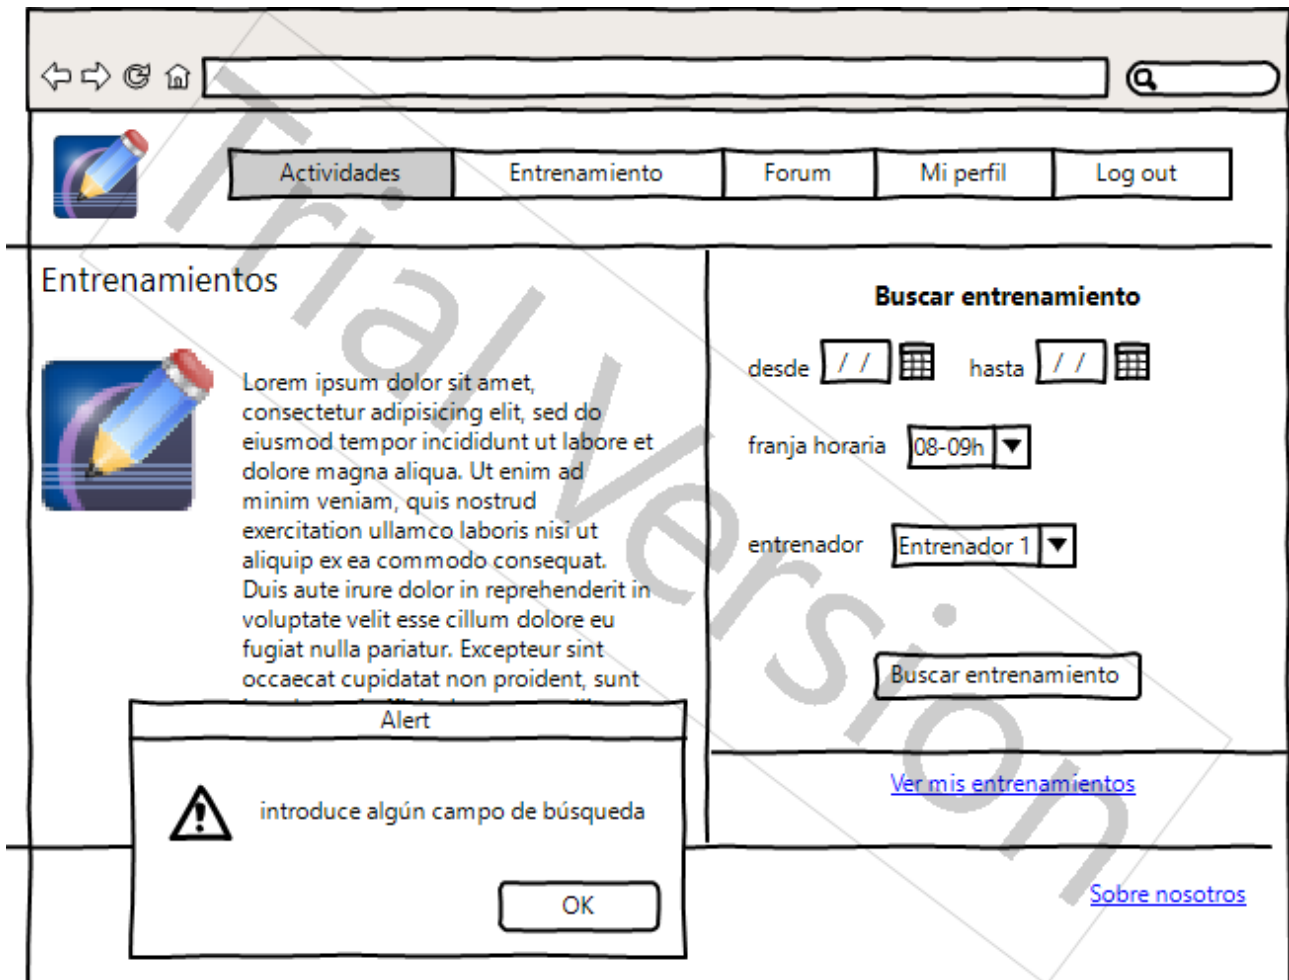 Actividades
Entrenamiento
Forum
Mi perfil
Log out
Entrenamientos
Lorem ipsum dolor sit amet,
consectetur adipisicing elit, sed do
eiusmod tempor incididunt ut labore et
dolore magna aliqua. Ut enim ad
minim veniam, quis nostrud
exercitation ullamco laboris nisi ut
aliquip ex ea commodo consequat.
Duis aute irure dolor in reprehenderit in
voluptate velit esse cillum dolore eu
fugiat nulla pariatur. Excepteur sint
occaecat cupidatat non proident, sunt
Buscar entrenamiento
desde / / hasta / /
franja horaria 08-09h
entrenador Entrenador 1
Buscar entrenamiento
Ver mis entrenamientos
Alert
introduce algún campo de búsqueda
OK
Sobre nosotros
Trial Version